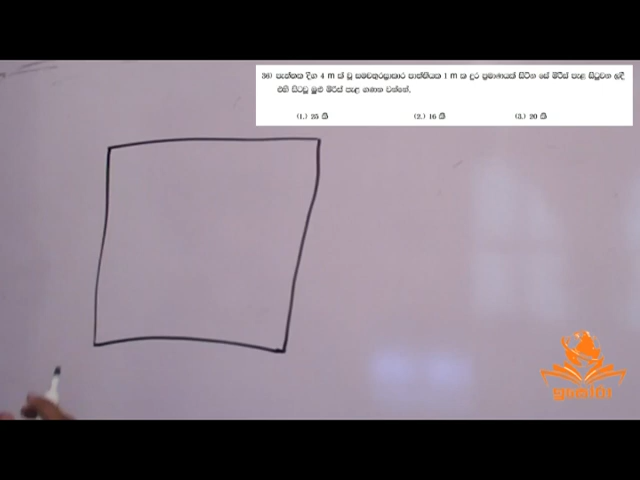 36) පැත්තක දිග 4 m ක් වූ සමචතුරස්‍රාකාර පාත්තියක 1 m ක දුර ප්‍රමාණයක් සිටින සේ මිරිස් පැළ සිටුවන ලදී
එහි සිටවූ මුළු මිරිස් පැළ ගණන වන්නේ,
(1.) 25 කි (2.) 16 කි (3.) 20 කි